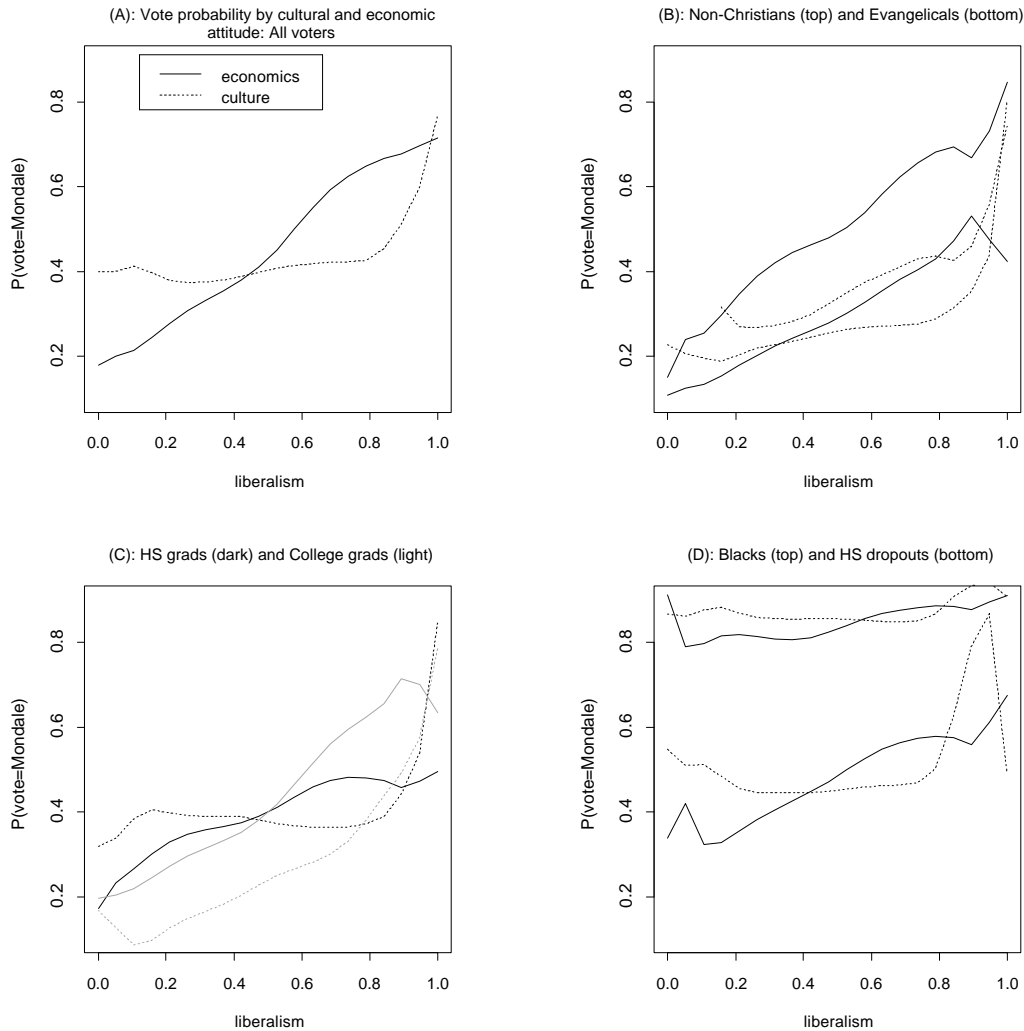 (A): Vote probability by cultural and economic
attitude: All voters
economics
culture
P(vote=Mondale)
0.2 0.4 0.6 0.8
0.0 0.2 0.4 0.6 0.8 1.0
liberalism
(B): Non-Christians (top) and Evangelicals (bottom)
P(vote=Mondale)
0.2 0.4 0.6 0.8
0.0 0.2 0.4 0.6 0.8 1.0
liberalism
(C): HS grads (dark) and College grads (light)
P(vote=Mondale)
0.2 0.4 0.6 0.8
0.0 0.2 0.4 0.6 0.8 1.0
liberalism
(D): Blacks (top) and HS dropouts (bottom)
P(vote=Mondale)
0.2 0.4 0.6 0.8
0.0 0.2 0.4 0.6 0.8 1.0
liberalism